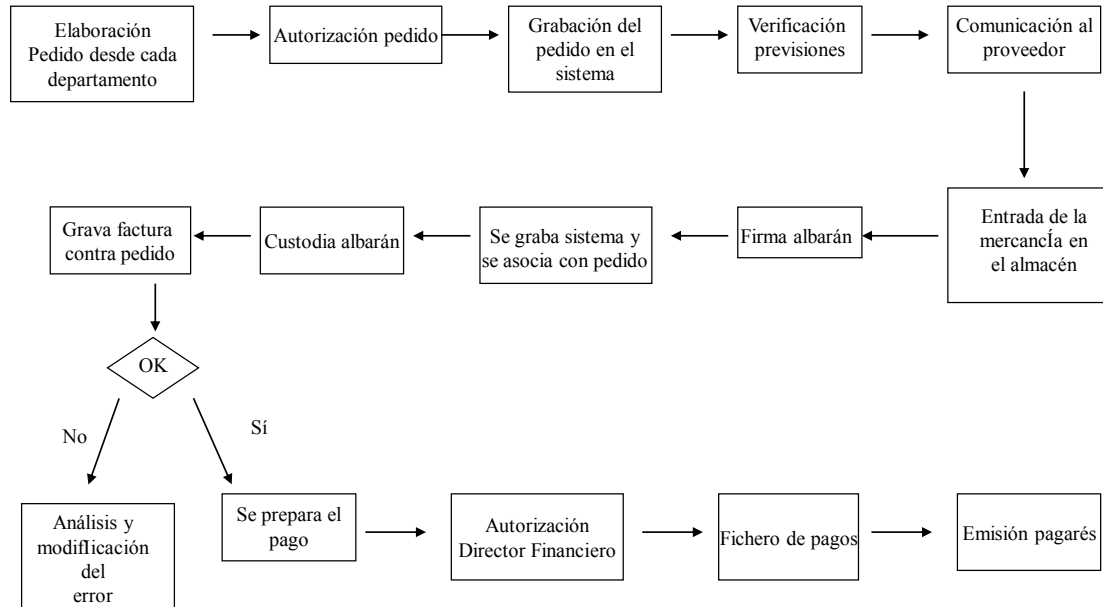 Elaboración
Pedido desde cada
departamento
Autorización pedido
Grabación del
pedido en el
sistema
Verificación
previsiones
Comunicación al
proveedor
Entrada de la
mercancÍa en
el almacén
Firma albarán
Se graba sistema y
se asocia con pedido
Custodia albarán
Grava factura
contra pedido
OK
No
Sí
Análisis y
modifIicación
del
error
Se prepara el
pago
Autorización
Director Financiero
Fichero de pagos
Emisión pagarés